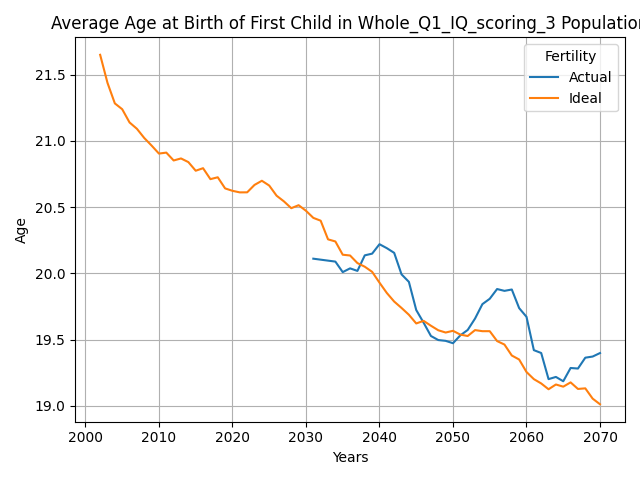 Average Age at Birth of First Child in Whole_Q1_IQ_scoring_3 Population
Fertility
Actual
Ideal
21.5
21.0
20.5
20.0
19.5
19.0
Age
2000 2010 2020 2030 2040 2050 2060 2070
Years